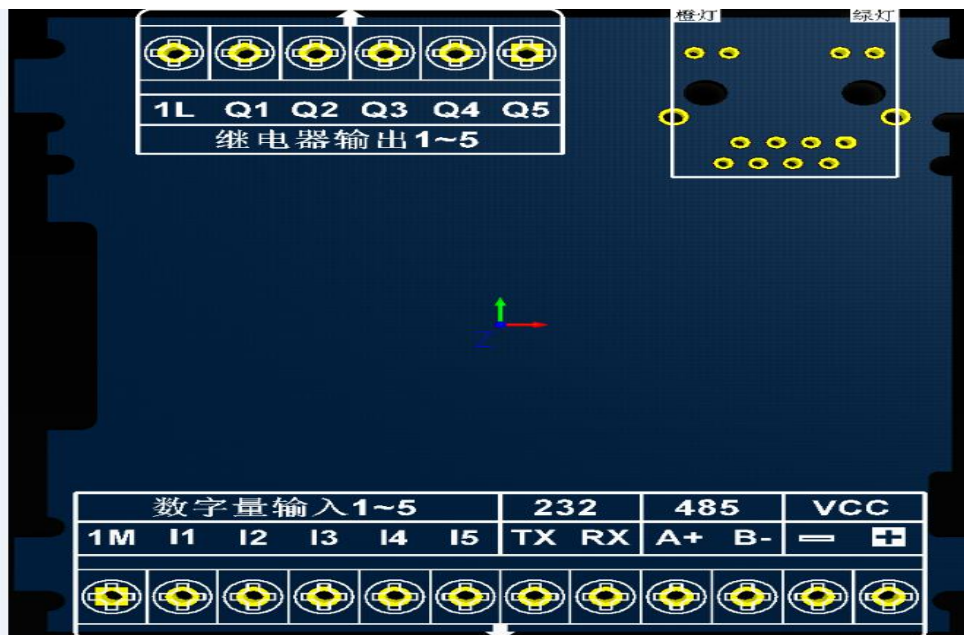 橙灯 绿灯
1L Q1 Q2 Q3 Q4 Q5
继电器输出1~5
Z
数字量输入1~5 232 485 VCC
1M I1 I2 I3 I4 I5 TX RX A+ B- - +